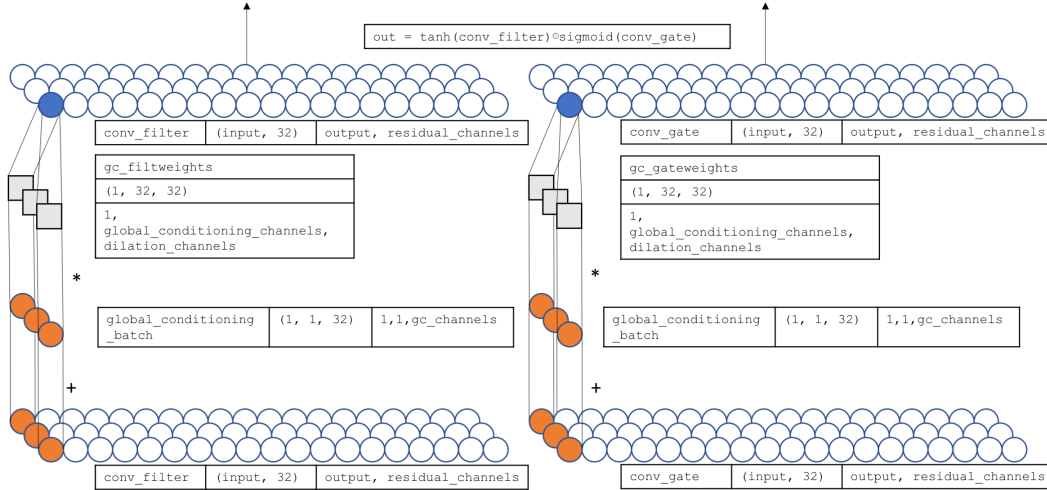 out = tanh(conv_filter)⊙sigmoid(conv_gate)
conv_filter (input, 32) output, residual_channels
conv_gate (input, 32) output, residual_channels
gc_filtweights
(1, 32, 32)
1,
global_conditioning_channels,
dilation_channels
gc_gateweights
(1, 32, 32)
1,
global_conditioning_channels,
dilation_channels
*
*
global_conditioning
_batch
(1, 1, 32)
1,1,gc_channels
global_conditioning
_batch
(1, 1, 32)
1,1,gc_channels
+
+
conv_filter (input, 32) output, residual_channels
conv_gate (input, 32) output, residual_channels